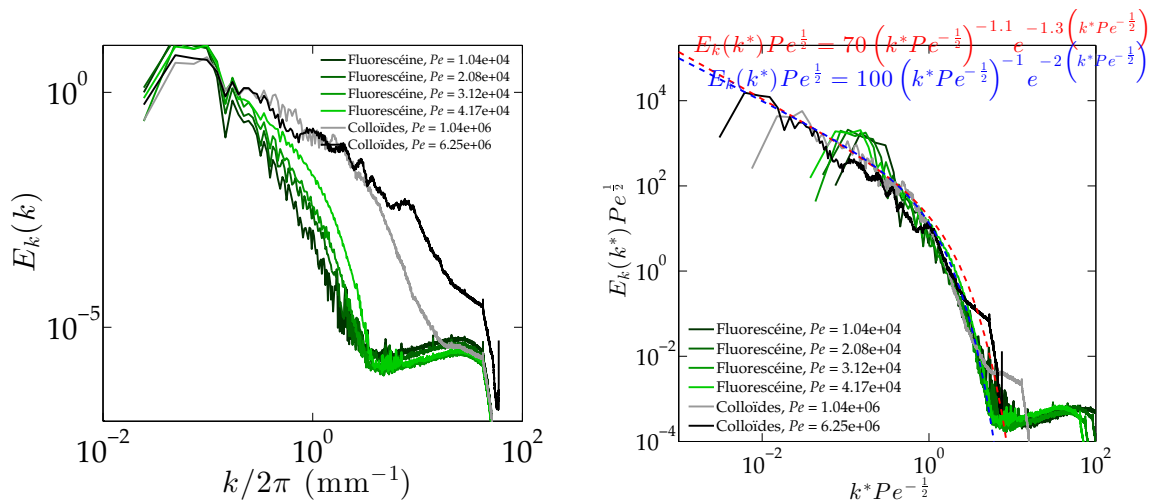 10^0
10^{-5}
10^{-2}
10^0
10^2
E_k(k)
k/2π (mm^{-1})
Fluorescéine, Pe = 1.04e+04
Fluorescéine, Pe = 2.08e+04
Fluorescéine, Pe = 3.12e+04
Fluorescéine, Pe = 4.17e+04
Colloïdes, Pe = 1.04e+06
Colloïdes, Pe = 6.25e+06
E_k(k*)Pe^{1/2} = 70 (k*Pe^{-1/2})^{-1.1} e^{-1.3(k*Pe^{-1/2})}
E_k(k*)Pe^{1/2} = 100 (k*Pe^{-1/2})^{-1} e^{-2(k*Pe^{-1/2})}
10^4
10^2
10^0
10^{-2}
10^{-4}
10^{-2}
10^0
10^2
E_k(k*)Pe^{1/2}
k*Pe^{-1/2}
Fluorescéine, Pe = 1.04e+04
Fluorescéine, Pe = 2.08e+04
Fluorescéine, Pe = 3.12e+04
Fluorescéine, Pe = 4.17e+04
Colloïdes, Pe = 1.04e+06
Colloïdes, Pe = 6.25e+06